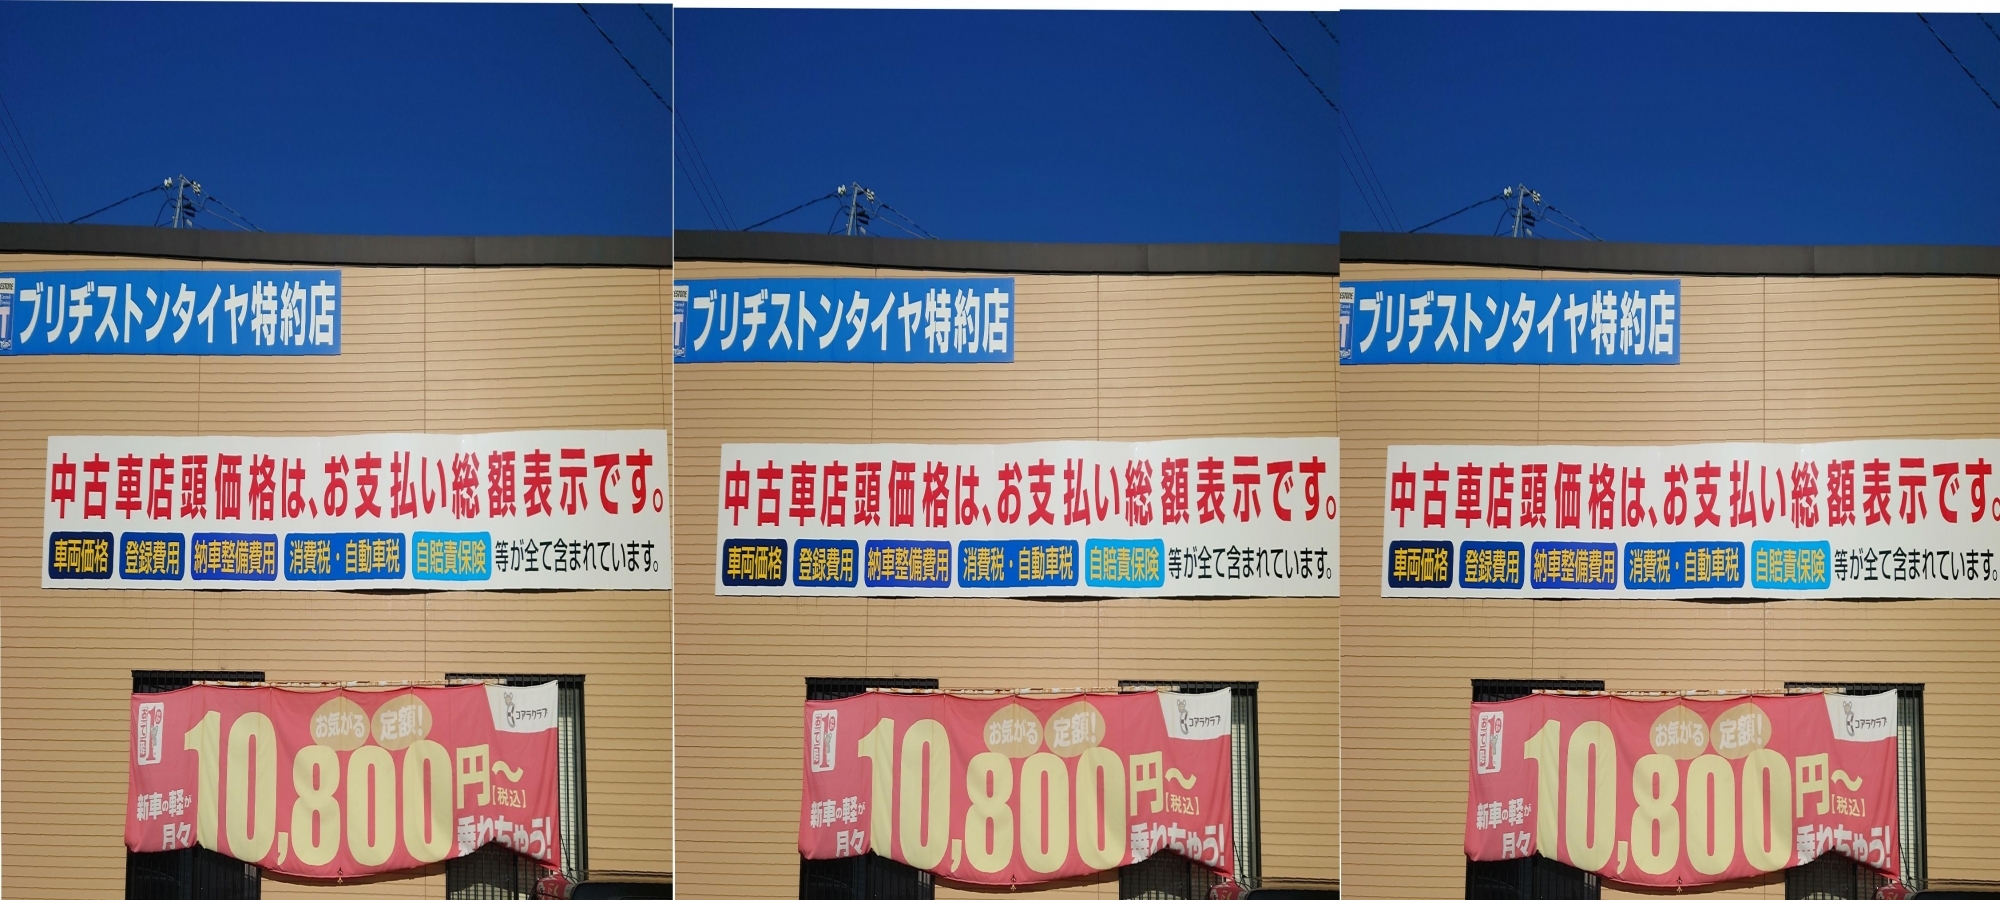 ブリヂストンタイヤ特約店
中古車店頭価格は、お支払い総額表示です。
車両価格 登録費用 納車整備費用 消費税・自動車税 自賠責保険 等が全て含まれています。
コアラクラブ
お気がる 定額!
新車の軽が
月々
10,800円～
[税込]
乗れちゃう!
ブリヂストンタイヤ特約店
中古車店頭価格は、お支払い総額表示です。
車両価格 登録費用 納車整備費用 消費税・自動車税 自賠責保険 等が全て含まれています。
コアラクラブ
お気がる 定額!
新車の軽が
月々
10,800円～
[税込]
乗れちゃう!
ブリヂストンタイヤ特約店
中古車店頭価格は、お支払い総額表示です。
車両価格 登録費用 納車整備費用 消費税・自動車税 自賠責保険 等が全て含まれています。
コアラクラブ
お気がる 定額!
新車の軽が
月々
10,800円～
[税込]
乗れちゃう!